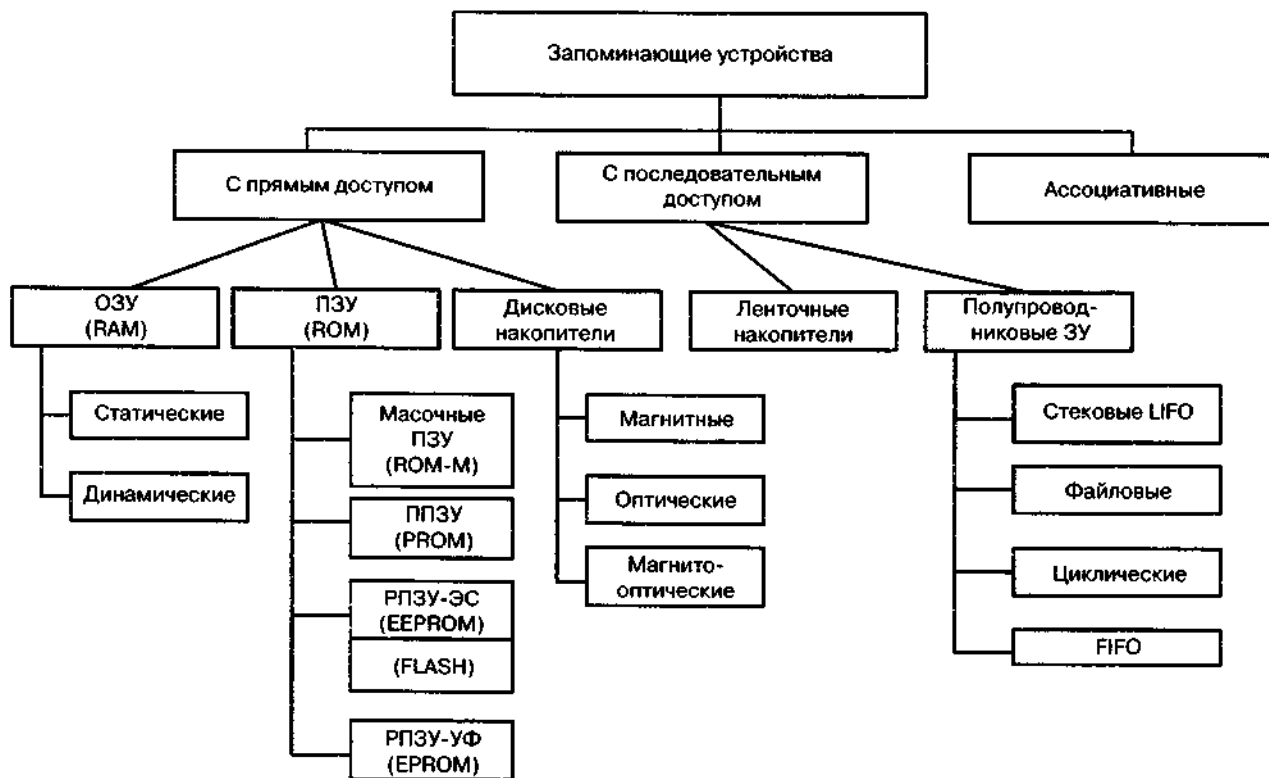 Запоминающие устройства
С прямым доступом
С последовательным
доступом
Ассоциативные
ОЗУ
(RAM)
ПЗУ
(ROM)
Дисковые
накопители
Ленточные
накопители
Полупровод-
никовые ЗУ
Статические
Динамические
Масочные
ПЗУ
(ROM-M)
ППЗУ
(PROM)
РПЗУ-ЭС
(EEPROM)
(FLASH)
РПЗУ-УФ
(EPROM)
Магнитные
Оптические
Магнито-
оптические
Стековые LIFO
Файловые
Циклические
FIFO